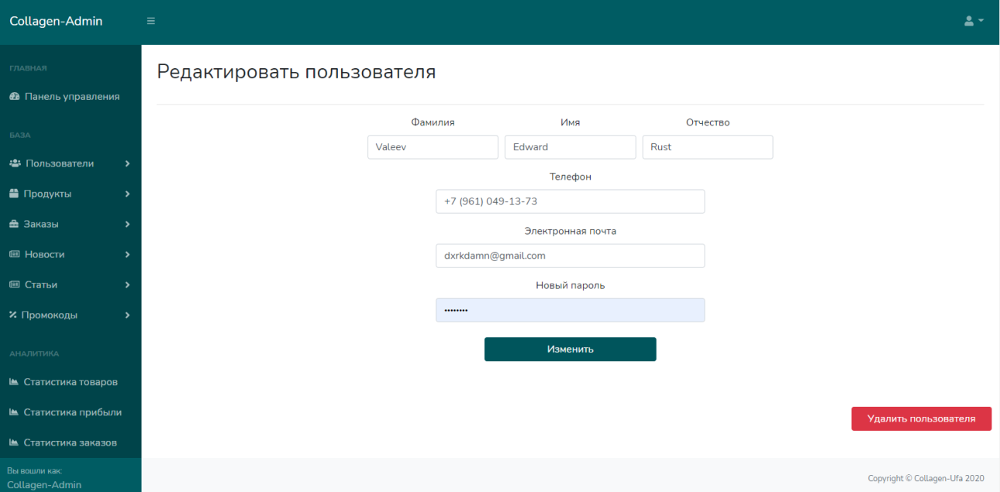 Collagen-Admin
ГЛАВНАЯ
Панель управления
БАЗА
Пользователи
Продукты
Заказы
Новости
Статьи
Промокоды
АНАЛИТИКА
Статистика товаров
Статистика прибыли
Статистика заказов
Вы вошли как:
Collagen-Admin
Редактировать пользователя
Фамилия Имя Отчество
Valeev Edward Rust
Телефон
+7 (961) 049-13-73
Электронная почта
dxrkdamn@gmail.com
Новый пароль
••••••••
Изменить
Удалить пользователя
Copyright © Collagen-Ufa 2020